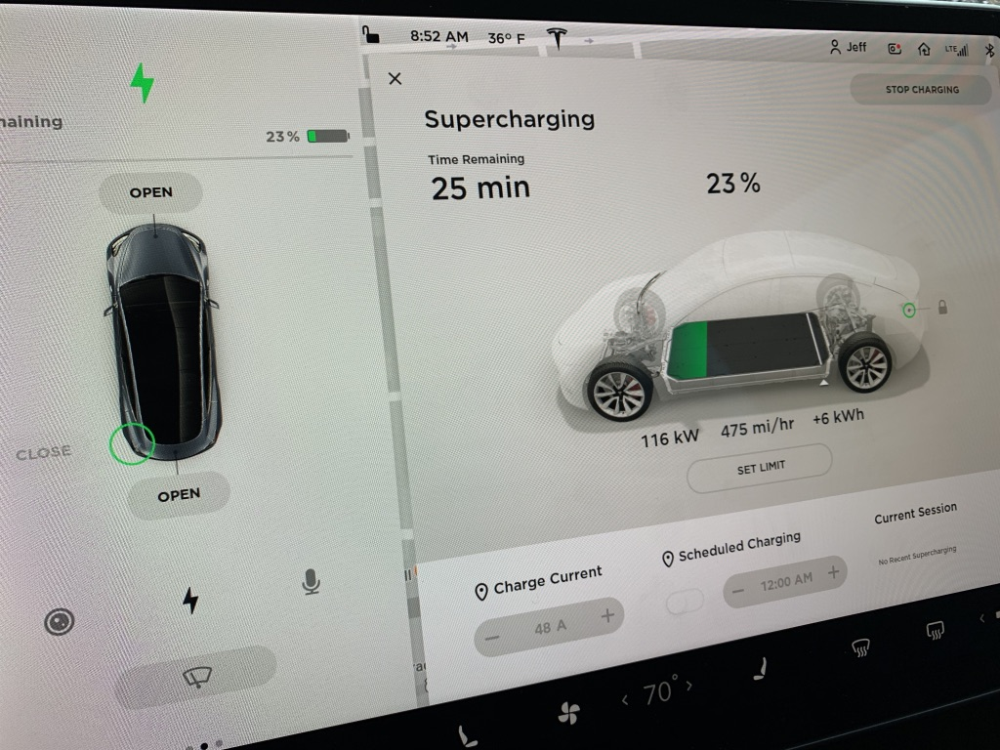 8:52 AM 36° F
Jeff
LTE
maining
23%
OPEN
CLOSE
OPEN
STOP CHARGING
Supercharging
Time Remaining
25 min
23%
116 kW 475 mi/hr +6 kWh
SET LIMIT
Charge Current
48 A
Scheduled Charging
12:00 AM
Current Session
No Recent Supercharging
70°